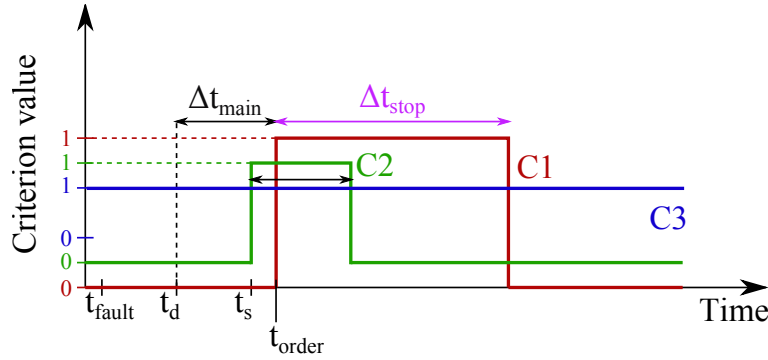 Δt_main Δt_stop
1
1 C2 C1
1
C3
0
0
0
t_fault t_d t_s Time
t_order
Criterion value